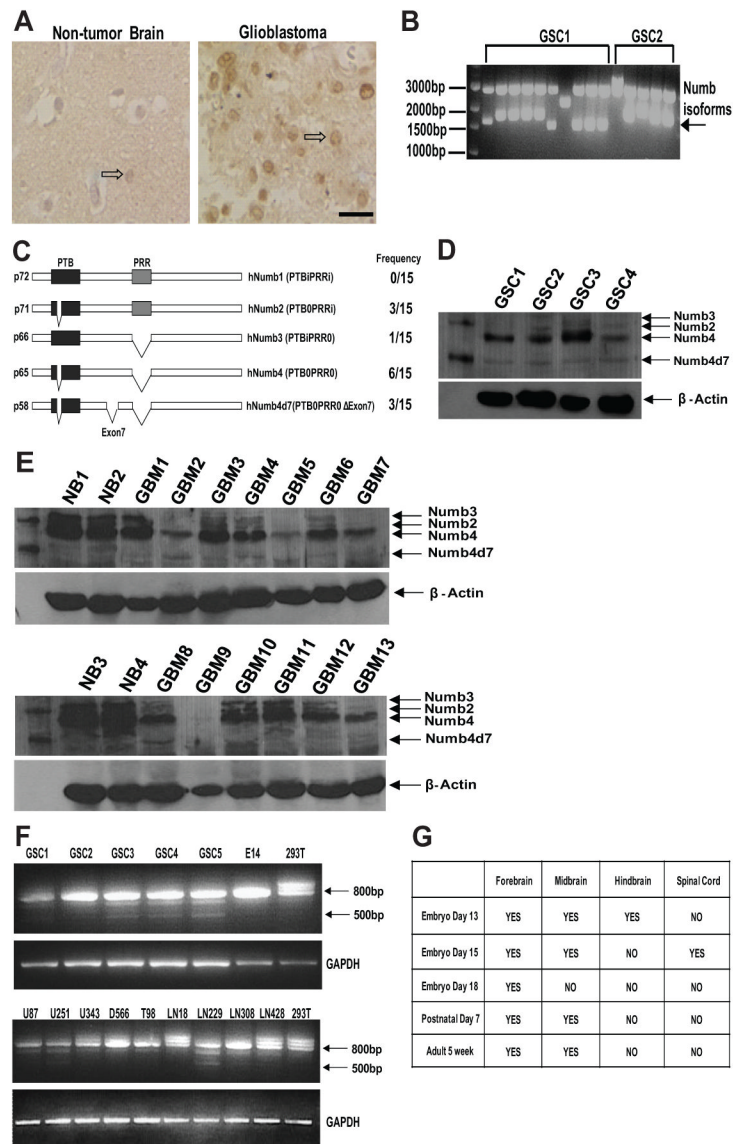 A
Non-tumor Brain
Glioblastoma
B
GSC1
GSC2
3000bp
2000bp
1500bp
1000bp
Numb
isoforms
C
PTB
PRR
Frequency
p72
hNumb1 (PTBiPRRi)
0/15
p71
hNumb2 (PTB0PRRi)
3/15
p66
hNumb3 (PTBiPRR0)
1/15
p65
hNumb4 (PTB0PRR0)
6/15
p58
hNumb4d7(PTB0PRR0 ΔExon7)
3/15
Exon7
D
GSC1 GSC2 GSC3 GSC4
Numb3
Numb2
Numb4
Numb4d7
β-Actin
E
NB1 NB2 GBM1 GBM2 GBM3 GBM4 GBM5 GBM6 GBM7
Numb3
Numb2
Numb4
Numb4d7
β-Actin
NB3 NB4 GBM8 GBM9 GBM10 GBM11 GBM12 GBM13
Numb3
Numb2
Numb4
Numb4d7
β-Actin
F
GSC1 GSC2 GSC3 GSC4 GSC5 E14 293T
800bp
500bp
GAPDH
U87 U251 U343 D566 T98 LN18 LN229 LN308 LN428 293T
800bp
500bp
GAPDH
G
Forebrain Midbrain Hindbrain Spinal Cord
Embryo Day 13 YES YES YES NO
Embryo Day 15 YES YES NO YES
Embryo Day 18 YES NO NO NO
Postnatal Day 7 YES YES NO NO
Adult 5 week YES YES NO NO